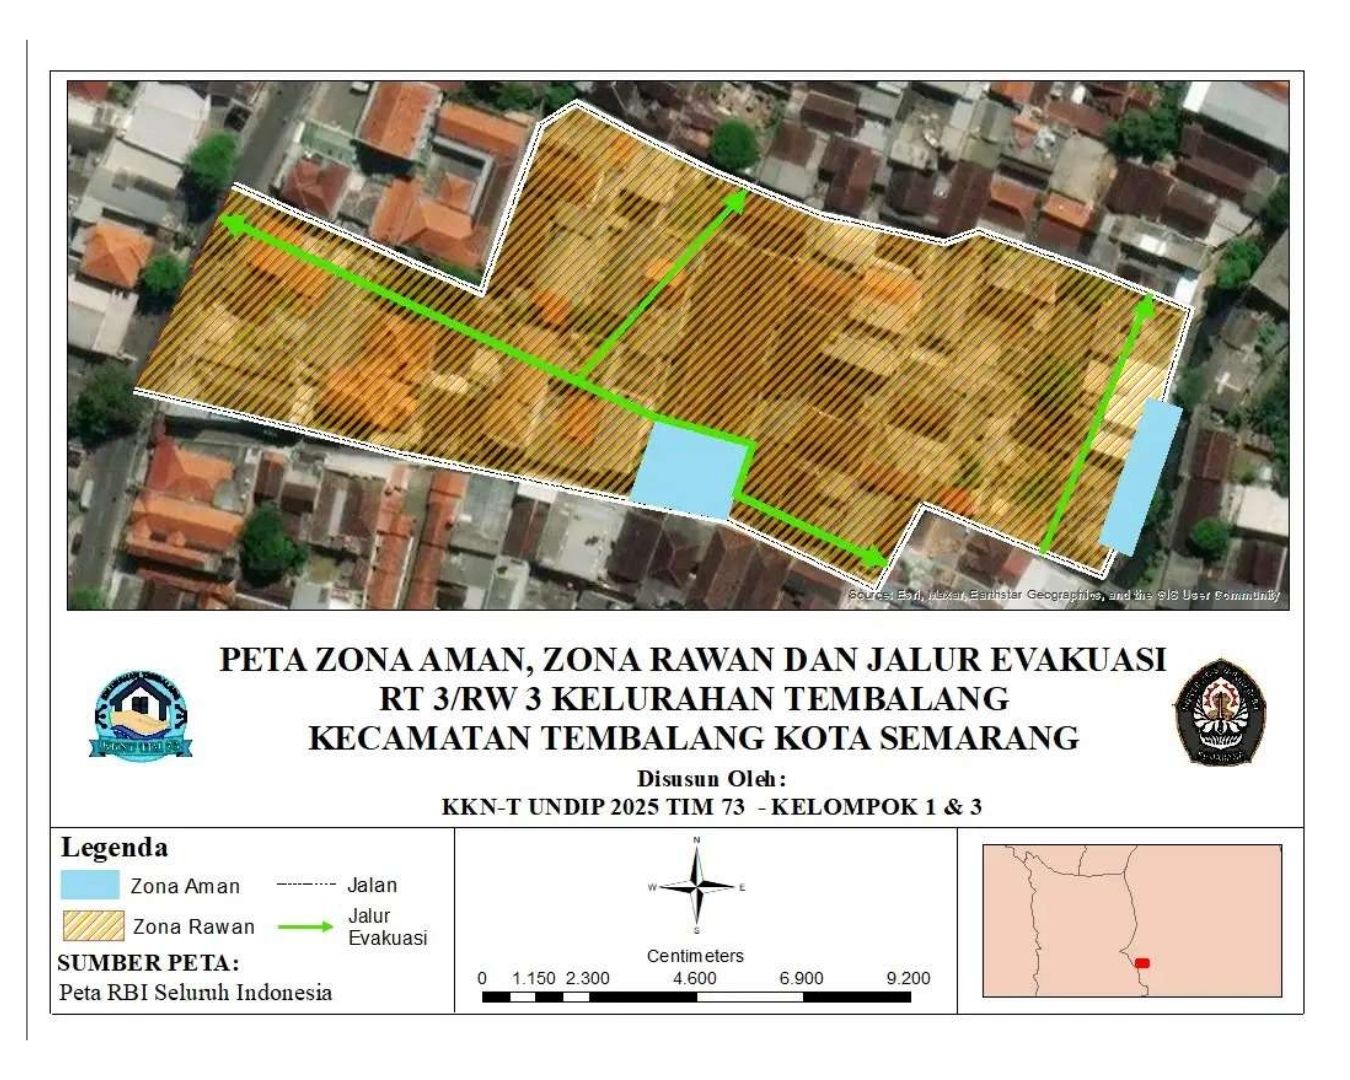 Source: Esri, Maxar, Earthstar Geographics, and the GIS User Community
PETA ZONA AMAN, ZONA RAWAN DAN JALUR EVAKUASI
RT 3/RW 3 KELURAHAN TEMBALANG
KECAMATAN TEMBALANG KOTA SEMARANG
Disusun Oleh:
KKN-T UNDIP 2025 TIM 73 - KELOMPOK 1 & 3
Legenda
Zona Aman
Jalan
Zona Rawan
Jalur
Evakuasi
SUMBER PETA:
Peta RBI Seluruh Indonesia
N
W
E
S
Centimeters
0 1.150 2.300 4.600 6.900 9.200